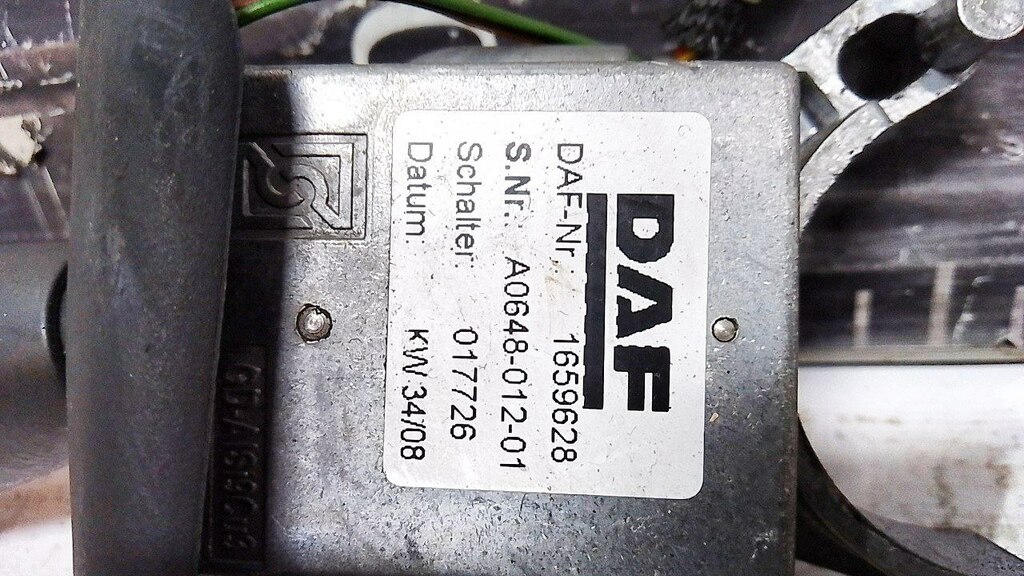 DAF
DAF-Nr.: 1659628
S.Nr.: A0648-012-01
Schalter: 017726
Datum: KW 34/08